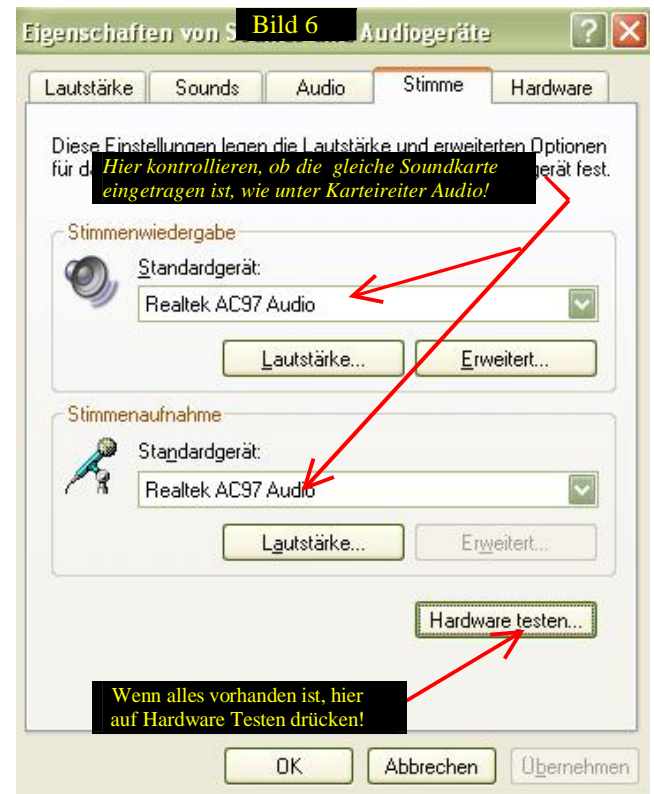 Eigenschaften von S Audiogeräte
Bild 6
Lautstärke Sounds Audio Stimme Hardware
Diese Einstellungen legen die Lautstärke und erweiterten Optionen
für d gerät fest.
Hier kontrollieren, ob die gleiche Soundkarte
eingetragen ist, wie unter Karteireiter Audio!
Stimmenwiedergabe
Standardgerät:
Realtek AC97 Audio
Lautstärke... Erweitert...
Stimmenaufnahme
Standardgerät:
Realtek AC97 Audio
Lautstärke... Erweitert...
Hardware testen...
Wenn alles vorhanden ist, hier
auf Hardware Testen drücken!
OK Abbrechen Übernehmen